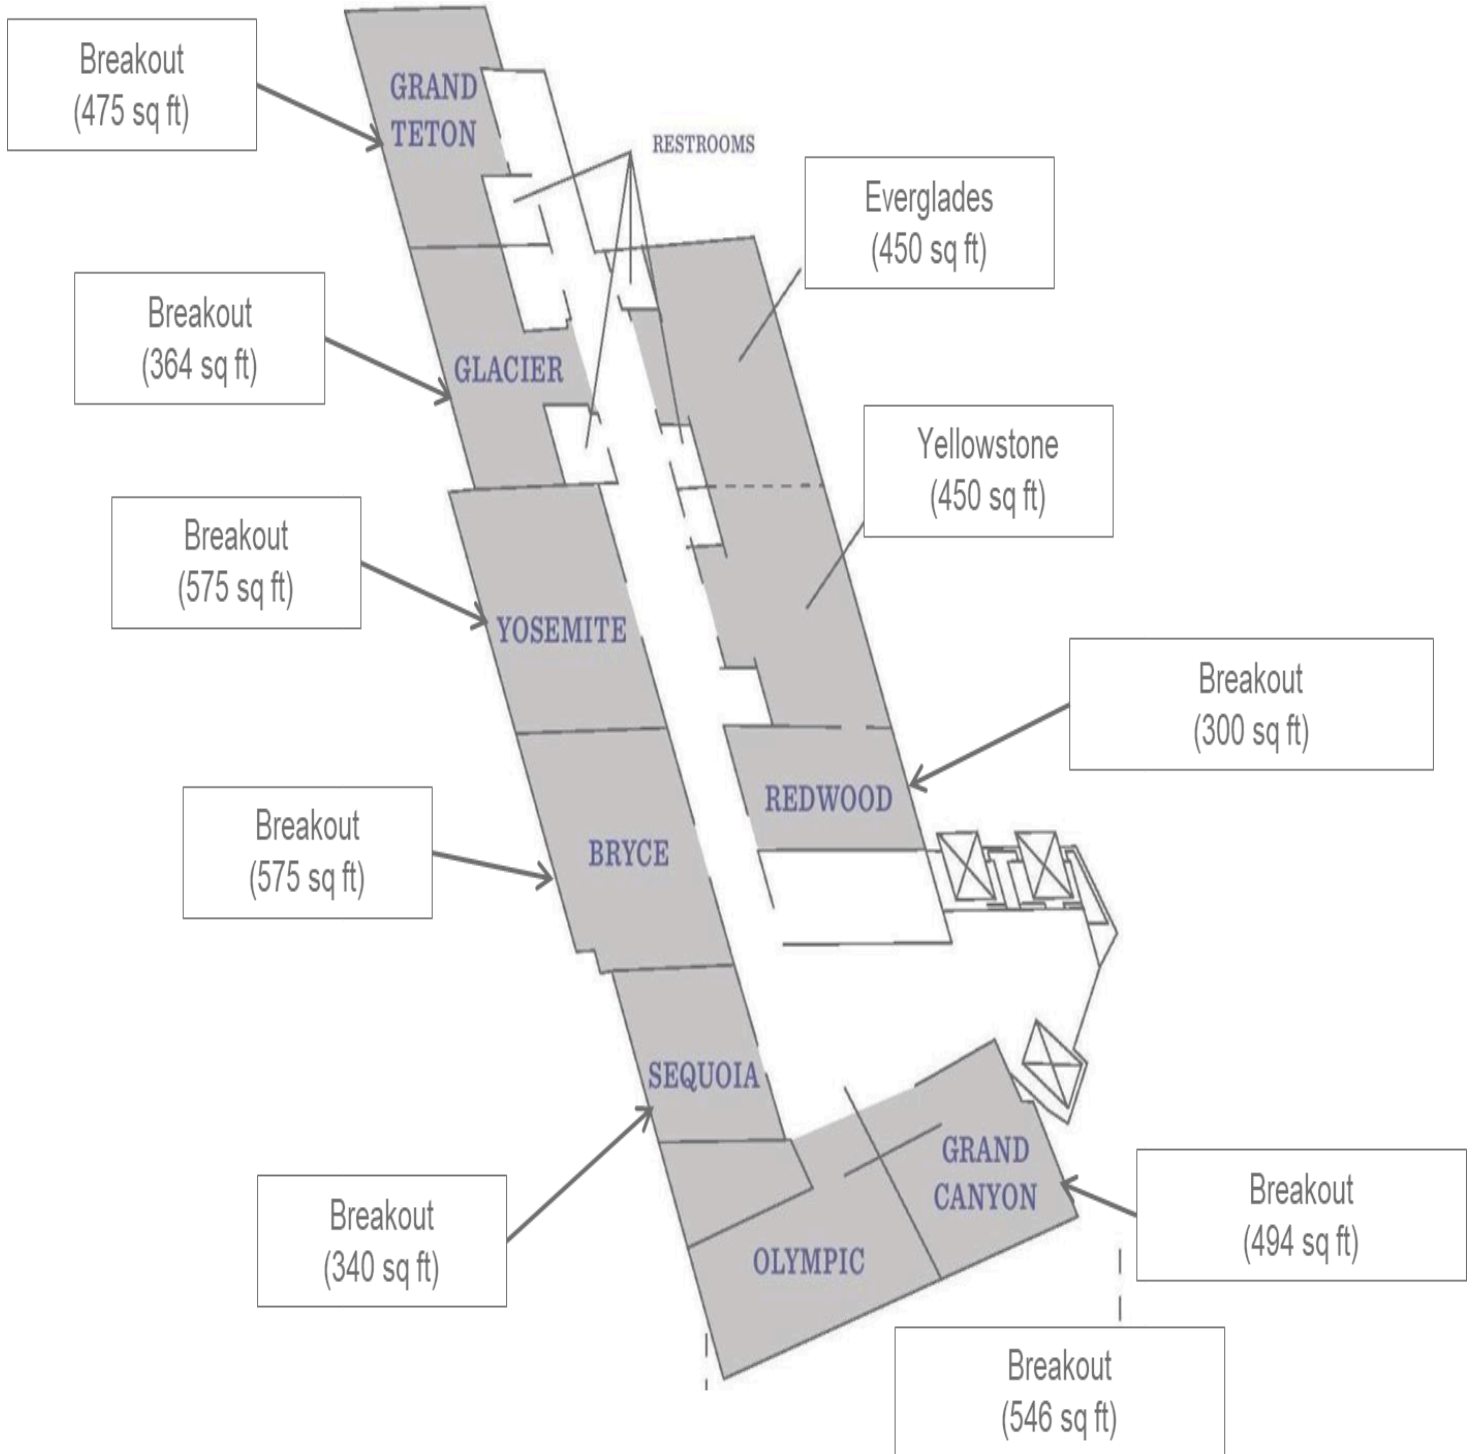 Breakout
(475 sq ft)
GRAND
TETON
RESTROOMS
Everglades
(450 sq ft)
Breakout
(364 sq ft)
GLACIER
Yellowstone
(450 sq ft)
Breakout
(575 sq ft)
YOSEMITE
Breakout
(300 sq ft)
REDWOOD
Breakout
(575 sq ft)
BRYCE
SEQUOIA
Breakout
(340 sq ft)
GRAND
CANYON
Breakout
(494 sq ft)
OLYMPIC
Breakout
(546 sq ft)